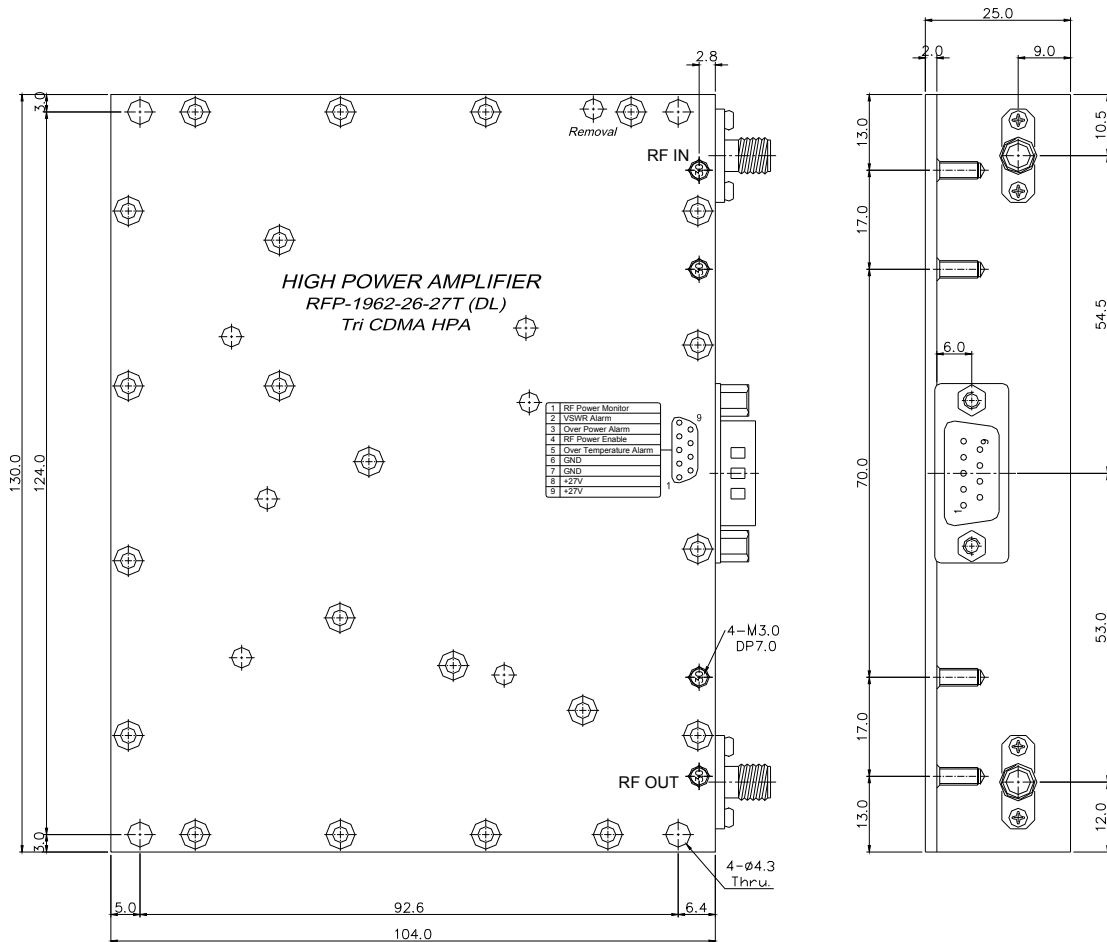 25.0
2.0
9.0
2.8
3.0
13.0
10.5
Removal
RF IN
17.0
HIGH POWER AMPLIFIER
RFP-1962-26-27T (DL)
Tri CDMA HPA
54.5
6.0
1 RF Power Monitor
2 VSWR Alarm
3 Over Power Alarm
4 RF Power Enable
5 Over Temperature Alarm
6 GND
7 GND
8 +27V
9 +27V
9
1
9
1
130.0
124.0
70.0
53.0
4-M3.0
DP7.0
17.0
RF OUT
13.0
12.0
3.0
4-ø4.3
Thru.
5.0
92.6
6.4
104.0